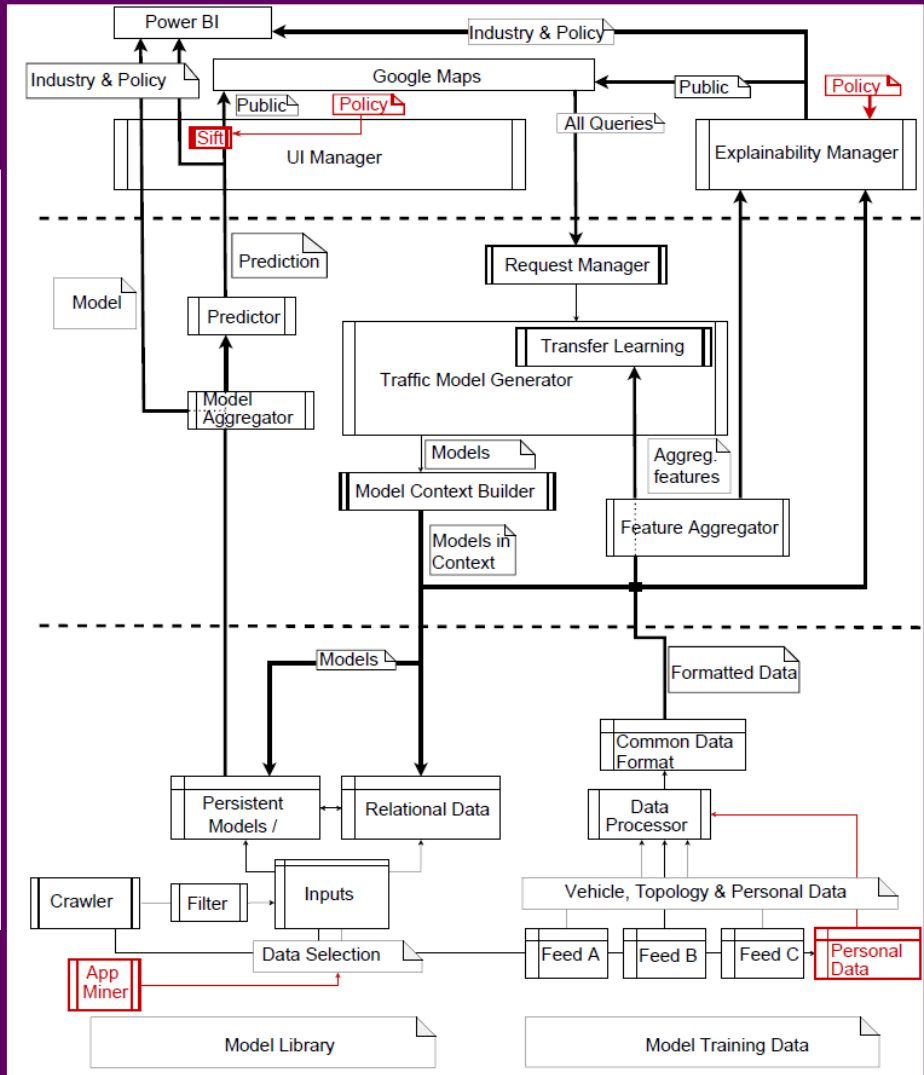 Power BI
Industry & Policy
Industry & Policy
Google Maps
Public
Policy
Public
Policy
All Queries
Sift
UI Manager
Explainability Manager
Prediction
Request Manager
Model
Predictor
Transfer Learning
Traffic Model Generator
Model
Aggregator
Models
Aggreg.
features
Model Context Builder
Feature Aggregator
Models in
Context
Models
Formatted Data
Common Data
Format
Persistent
Models /
Relational Data
Data
Processor
Crawler
Filter
Inputs
Vehicle, Topology & Personal Data
Data Selection
Feed A
Feed B
Feed C
Personal
Data
App
Miner
Model Library
Model Training Data